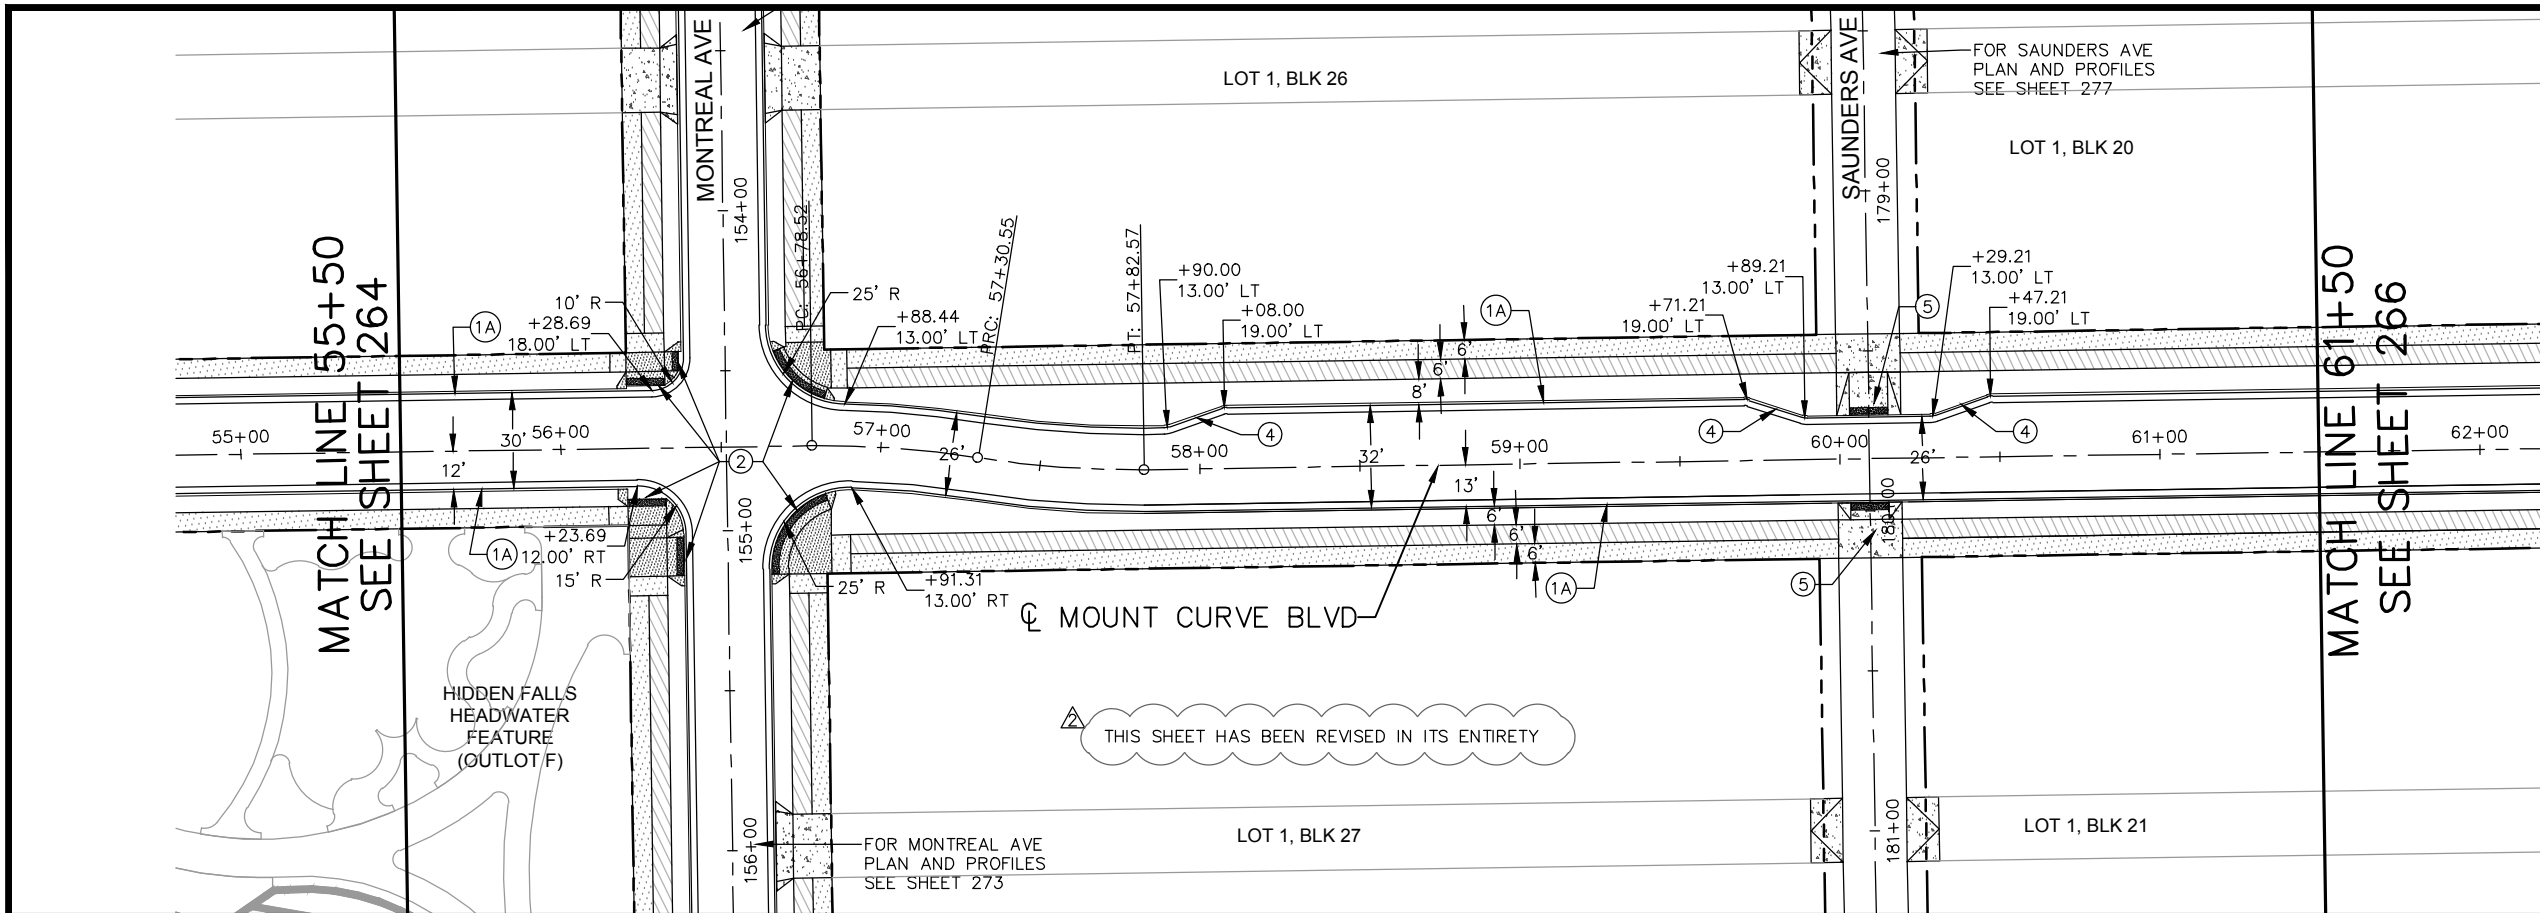 MONTREAL AVE
154+00
155+00
156+00
SAUNDERS AVE
179+00
180+00
181+00
LOT 1, BLK 26
FOR SAUNDERS AVE
PLAN AND PROFILES
SEE SHEET 277
LOT 1, BLK 20
MATCH LINE 55+50
SEE SHEET 264
MATCH LINE 61+50
SEE SHEET 266
PC: 56+78.52
PRC: 57+30.55
PT: 57+82.57
10' R
+28.69
18.00' LT
1A
25' R
+88.44
13.00' LT
+90.00
13.00' LT
+08.00
19.00' LT
1A
+71.21
19.00' LT
+89.21
13.00' LT
5
+29.21
13.00' LT
+47.21
19.00' LT
6'
6'
8'
4
4
4
55+00
56+00
57+00
58+00
59+00
60+00
61+00
62+00
30'
12'
2
26'
32'
13'
26'
6'
6'
6'
+23.69
12.00' RT
1A
15' R
25' R
+91.31
13.00' RT
1A
5
℄ MOUNT CURVE BLVD
HIDDEN FALLS
HEADWATER
FEATURE
(OUTLOT F)
2
THIS SHEET HAS BEEN REVISED IN ITS ENTIRETY
FOR MONTREAL AVE
PLAN AND PROFILES
SEE SHEET 273
LOT 1, BLK 27
LOT 1, BLK 21